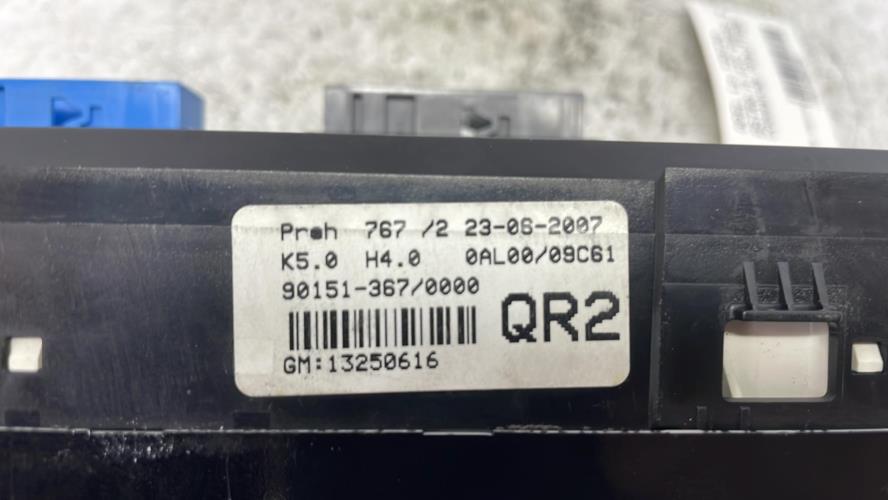 Preh 767 /2 23-06-2007
K5.0 H4.0 0AL00/09C61
90151-367/0000
QR2
GM:13250616